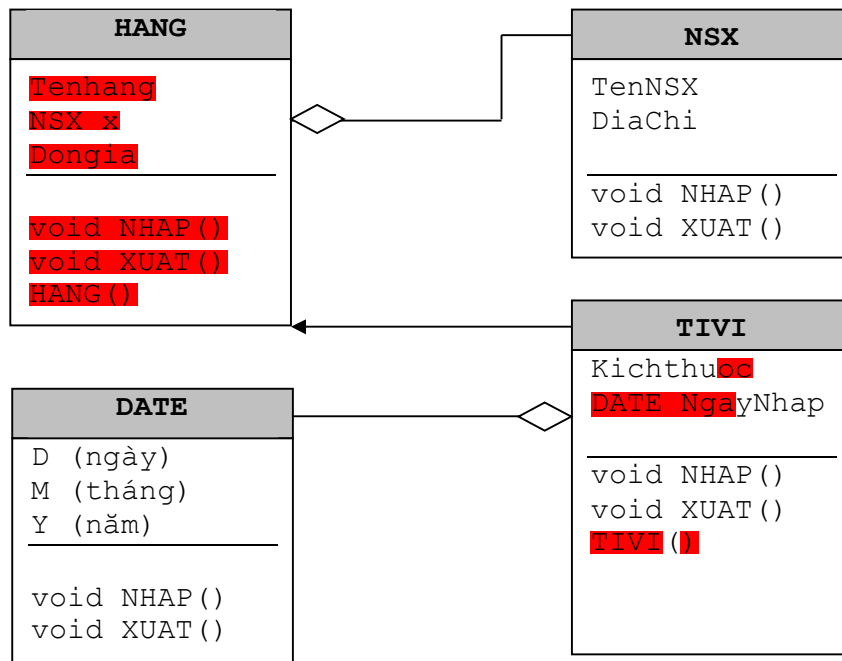 HANG
Tenhang
NSX x
Dongia
void NHAP()
void XUAT()
HANG()
NSX
TenNSX
DiaChi
void NHAP()
void XUAT()
DATE
D (ngày)
M (tháng)
Y (năm)
void NHAP()
void XUAT()
TIVI
Kichthuoc
DATE NgayNhap
void NHAP()
void XUAT()
TIVI()